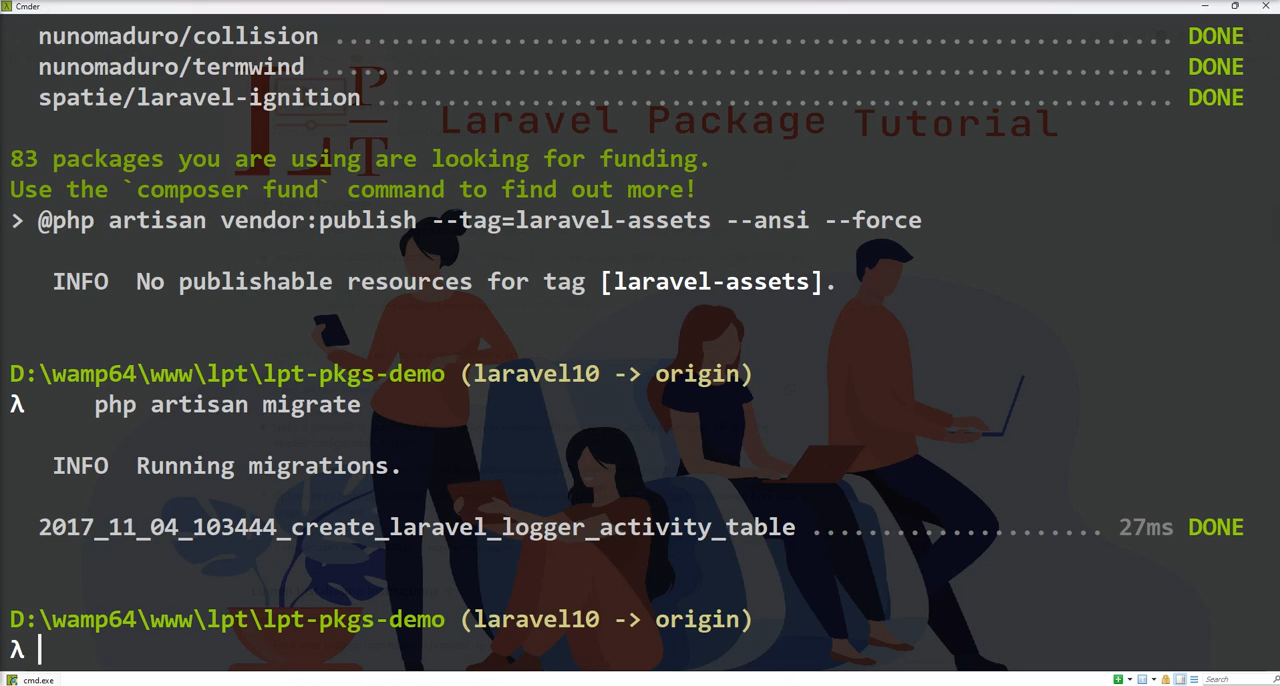 Cmder
nunomaduro/collision ........................................................... DONE
nunomaduro/termwind ............................................................ DONE
spatie/laravel-ignition ........................................................ DONE
LPT
Laravel Package Tutorial
83 packages you are using are looking for funding.
Use the `composer fund` command to find out more!
> @php artisan vendor:publish --tag=laravel-assets --ansi --force
INFO  No publishable resources for tag [laravel-assets].
D:\wamp64\www\lpt\lpt-pkgs-demo (laravel10 -> origin)
λ     php artisan migrate
INFO  Running migrations.
2017_11_04_103444_create_laravel_logger_activity_table ..................... 27ms DONE
D:\wamp64\www\lpt\lpt-pkgs-demo (laravel10 -> origin)
λ
cmd.exe
Search